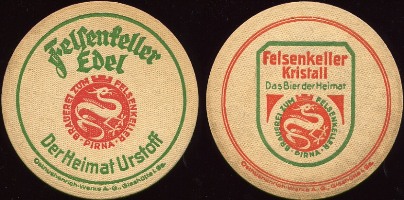 Felsenkeller
Edel
BRAUEREI ZUM FELSENKELLER
PIRNA
Der Heimat Urstoff
Felsenkeller
Kristall
Das Bier der Heimat
BRAUEREI ZUM FELSENKELLER
PIRNA